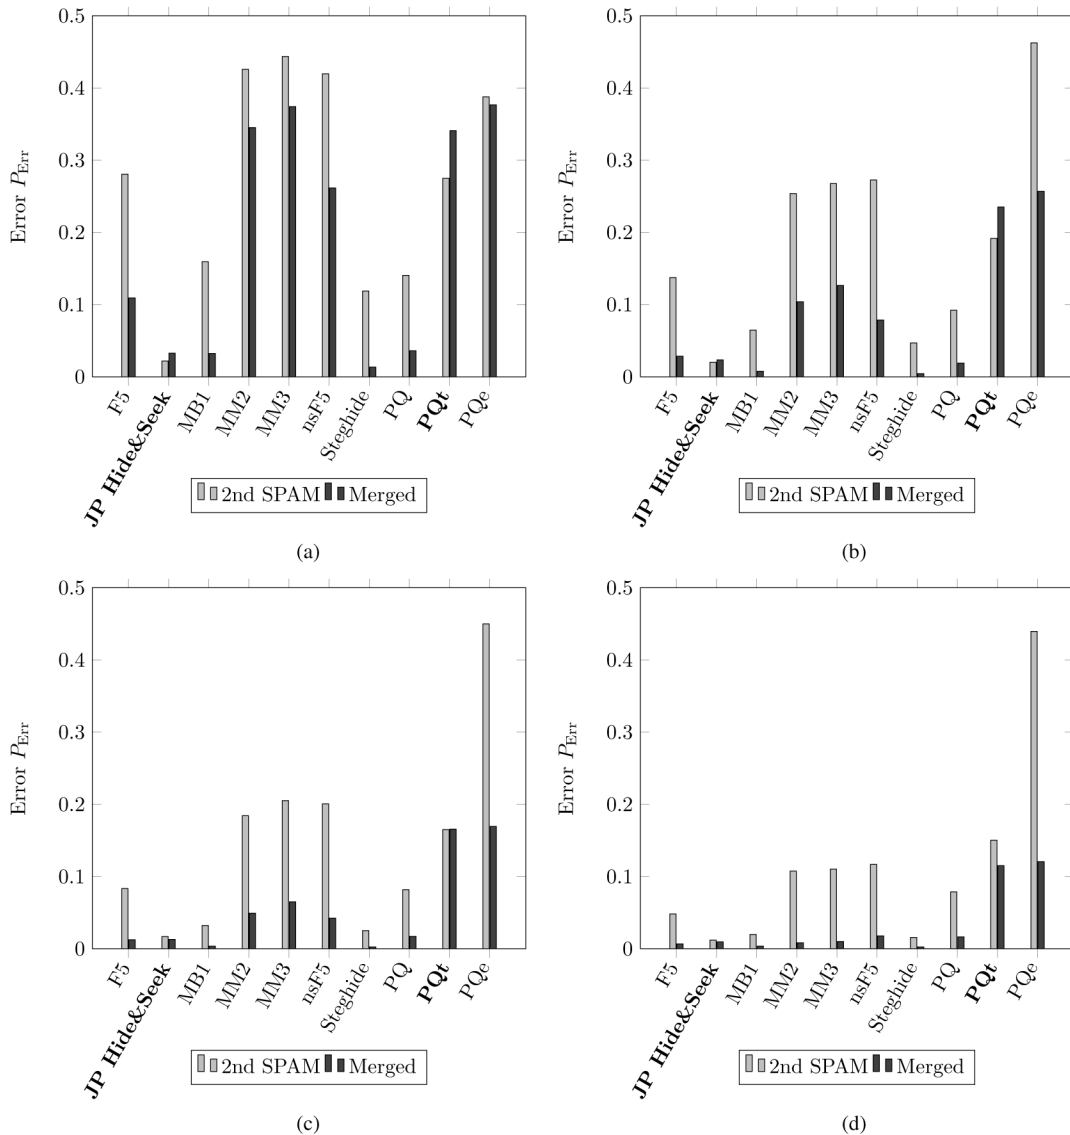 0.5
0.4
0.3
0.2
0.1
0
Error P_Err
F5
JP Hide&Seek
MB1
MM2
MM3
nsF5
Steghide
PQ
PQt
PQe
2nd SPAM Merged
(a)
0.5
0.4
0.3
0.2
0.1
0
Error P_Err
F5
JP Hide&Seek
MB1
MM2
MM3
nsF5
Steghide
PQ
PQt
PQe
2nd SPAM Merged
(b)
0.5
0.4
0.3
0.2
0.1
0
Error P_Err
F5
JP Hide&Seek
MB1
MM2
MM3
nsF5
Steghide
PQ
PQt
PQe
2nd SPAM Merged
(c)
0.5
0.4
0.3
0.2
0.1
0
Error P_Err
F5
JP Hide&Seek
MB1
MM2
MM3
nsF5
Steghide
PQ
PQt
PQe
2nd SPAM Merged
(d)